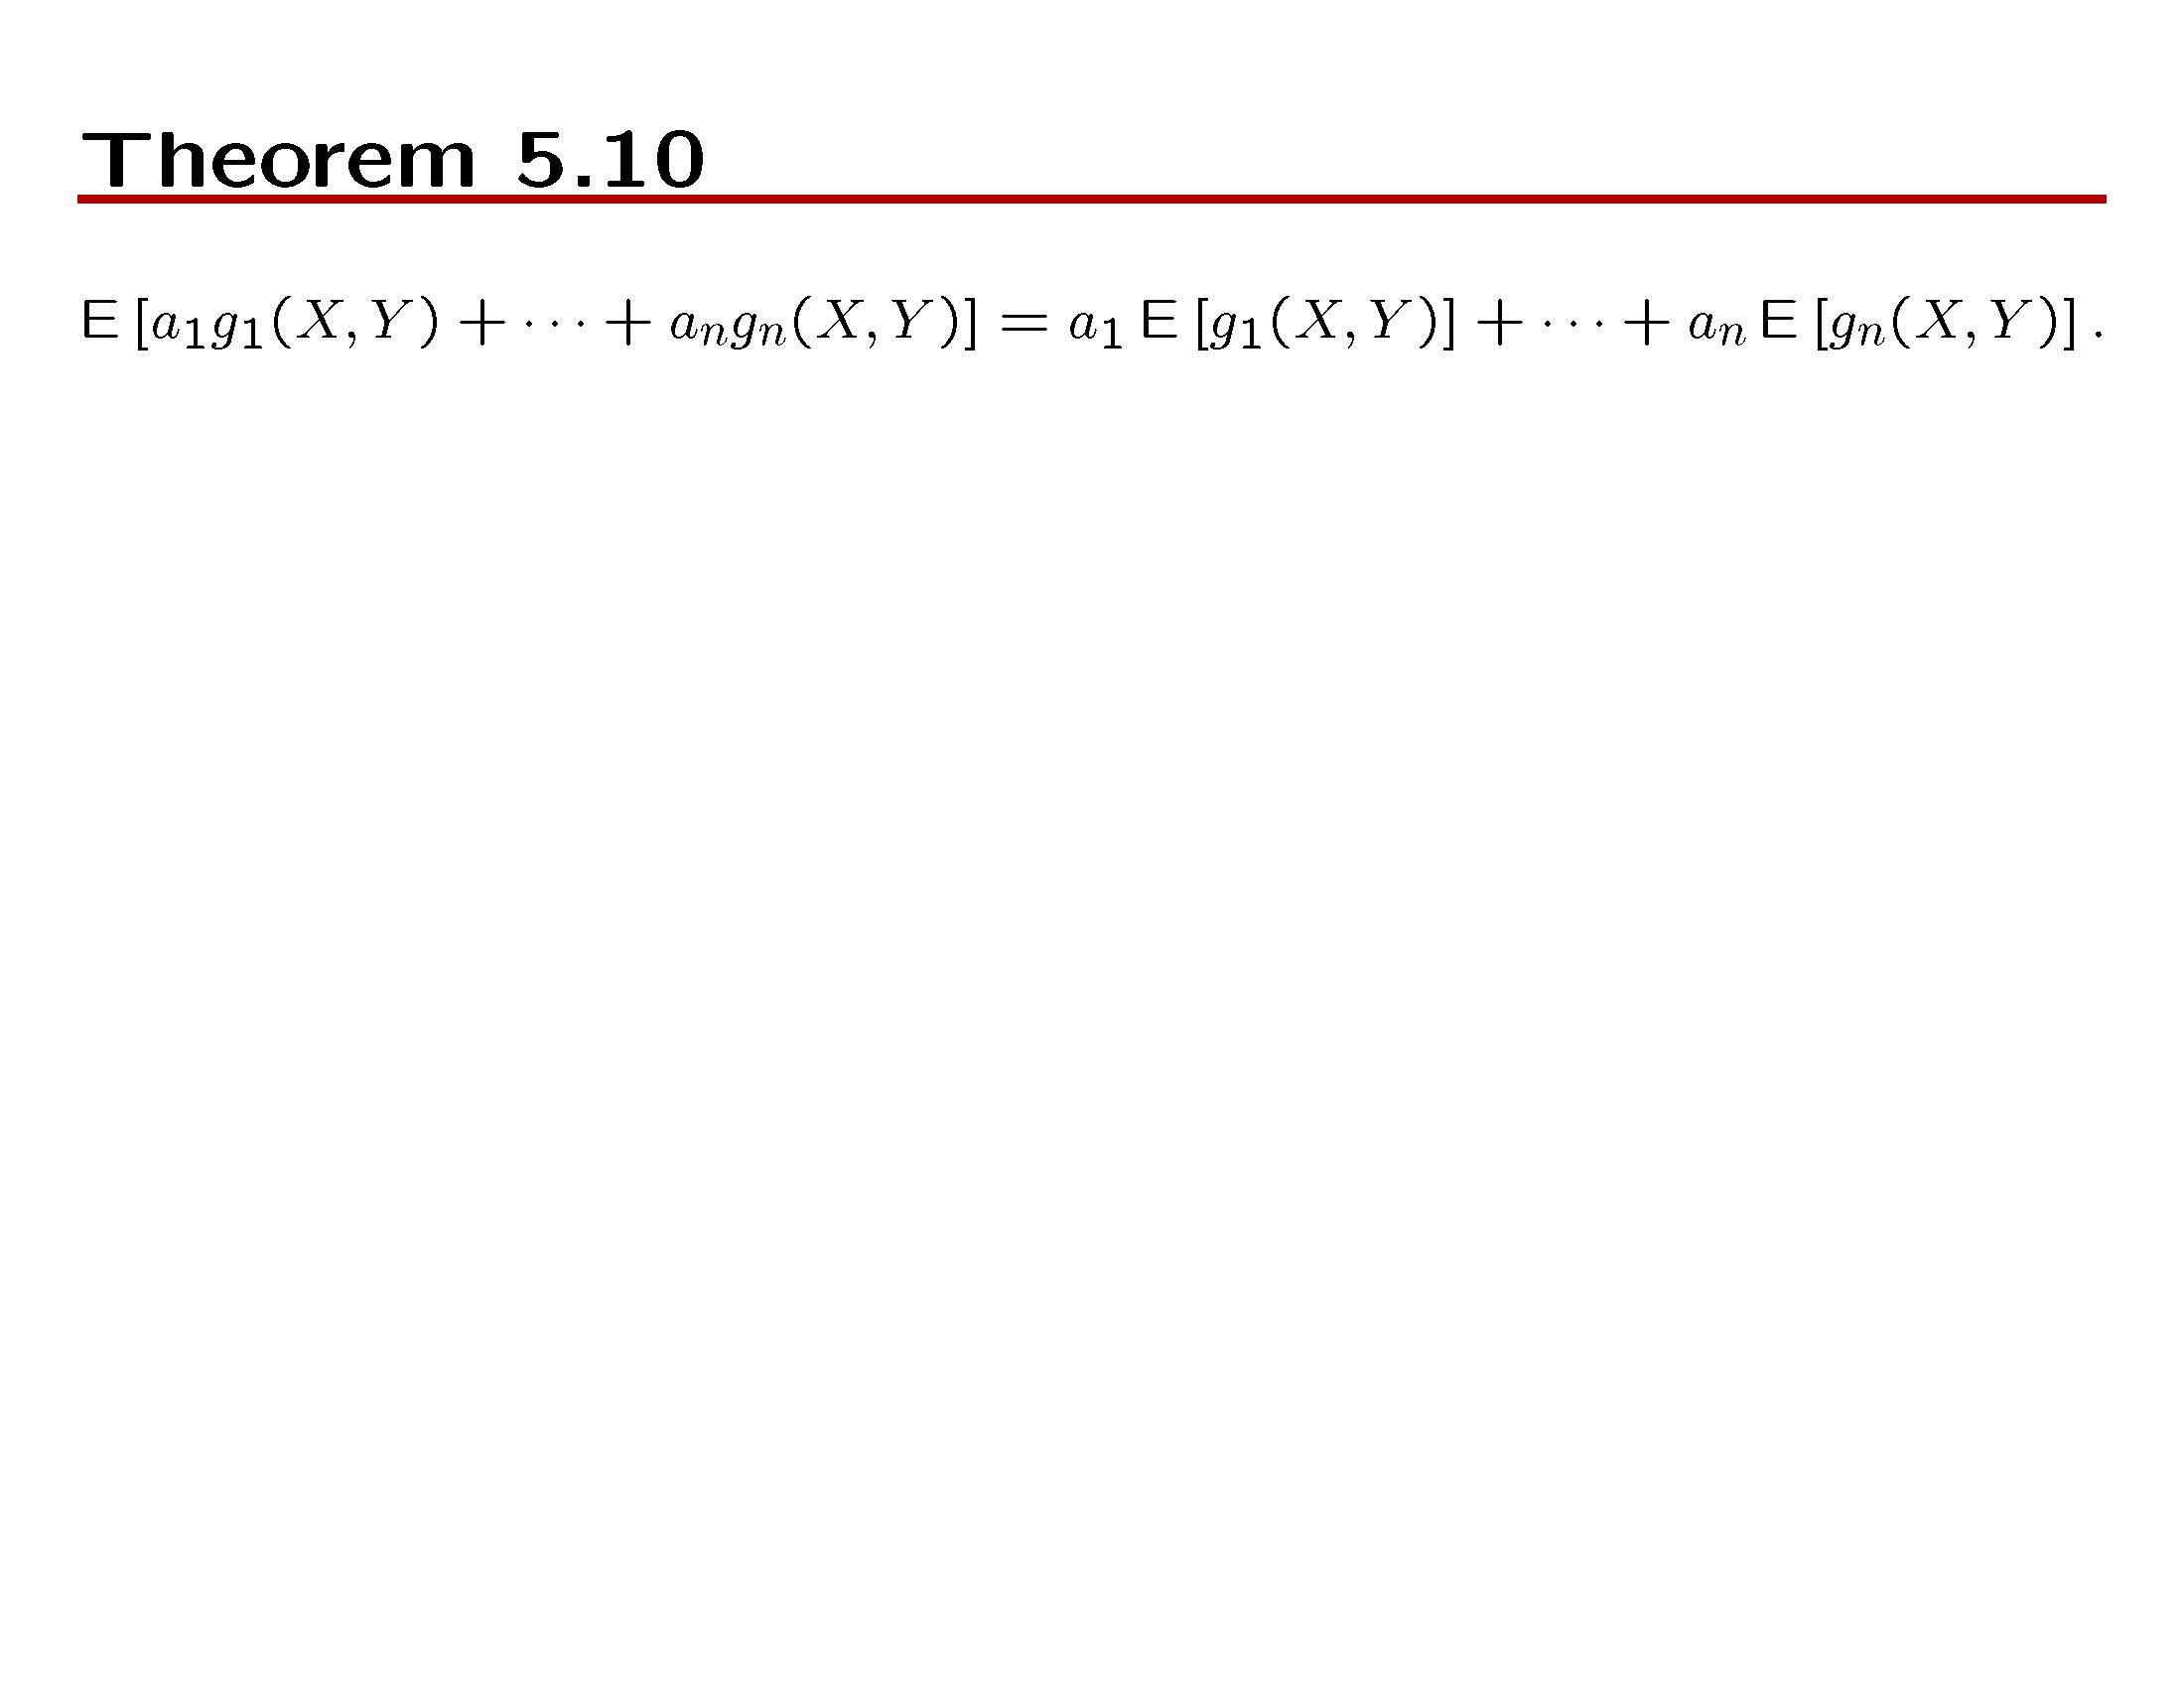 Theorem 5.10
E [a₁g₁(X, Y) + · · · + aₙgₙ(X, Y)] = a₁ E [g₁(X, Y)] + · · · + aₙ E [gₙ(X, Y)] .